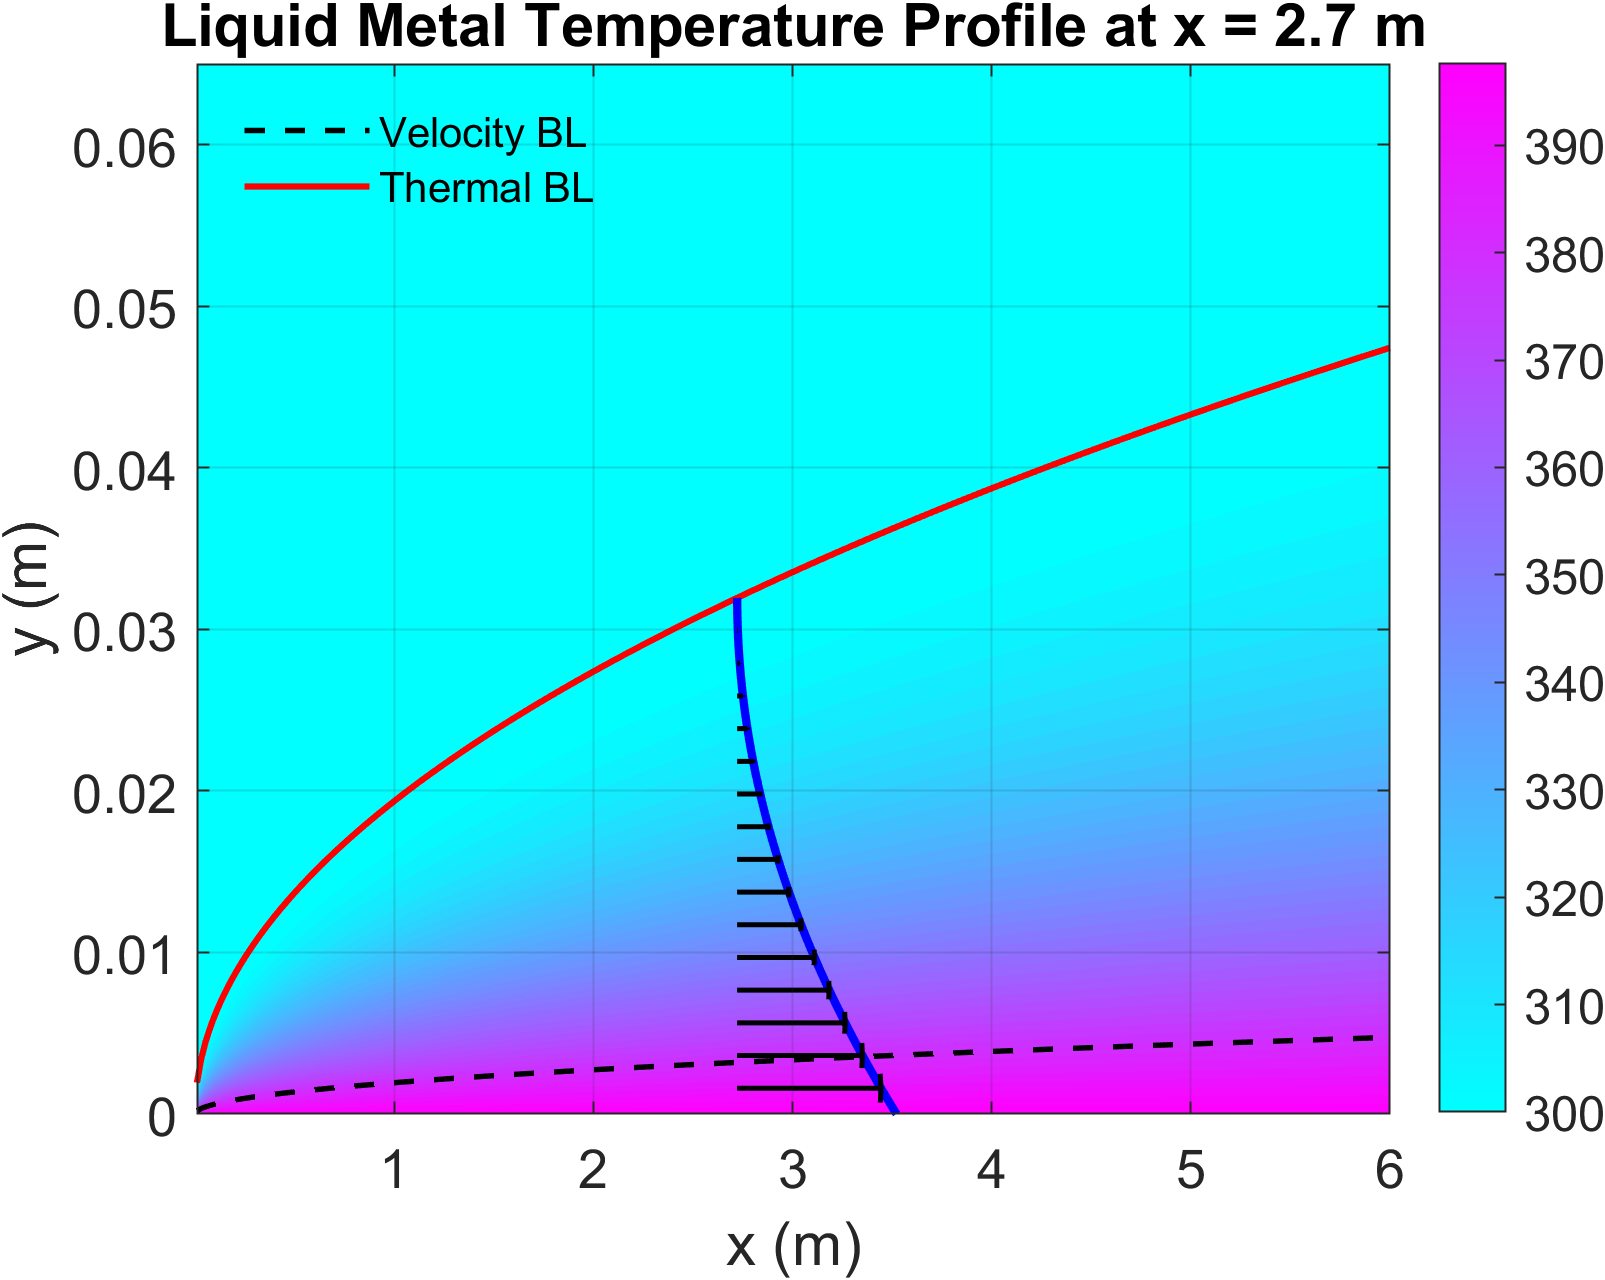 Liquid Metal Temperature Profile at x = 2.7 m
Velocity BL
Thermal BL
0.06
0.05
0.04
0.03
0.02
0.01
0
y (m)
1 2 3 4 5 6
x (m)
390
380
370
360
350
340
330
320
310
300